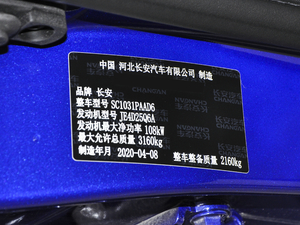 中国 河北长安汽车有限公司 制造
品牌 长安
整车型号 SC1031PAAD6
发动机型号 JE4D25Q6A
发动机最大净功率 108kW
最大允许总质量 3160kg
制造年月 2020-04-08 整车整备质量 2160kg